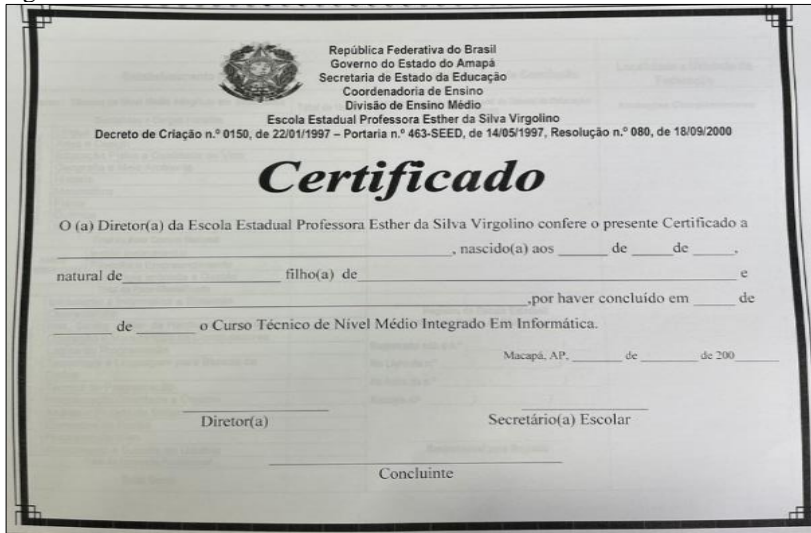 República Federativa do Brasil
Governo do Estado do Amapá
Secretaria de Estado da Educação
Coordenadoria de Ensino
Divisão de Ensino Médio
Escola Estadual Professora Esther da Silva Virgolino
Decreto de Criação n.º 0150, de 22/01/1997 – Portaria n.º 463-SEED, de 14/05/1997, Resolução n.º 080, de 18/09/2000
Certificado
O (a) Diretor(a) da Escola Estadual Professora Esther da Silva Virgolino confere o presente Certificado a
, nascido(a) aos de de ,
natural de filho(a) de e
,por haver concluído em de
de o Curso Técnico de Nível Médio Integrado Em Informática.
Macapá, AP, de de 200
Diretor(a) Secretário(a) Escolar
Concluinte